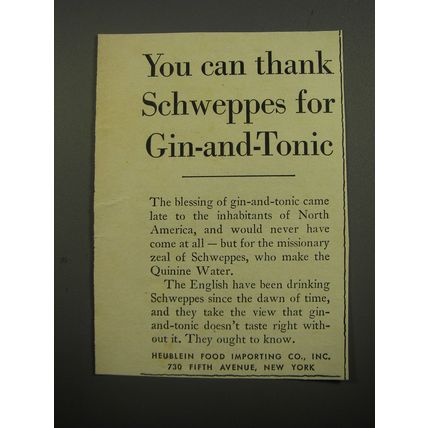 You can thank
Schweppes for
Gin-and-Tonic
The blessing of gin-and-tonic came
late to the inhabitants of North
America, and would never have
come at all — but for the missionary
zeal of Schweppes, who make the
Quinine Water.
The English have been drinking
Schweppes since the dawn of time,
and they take the view that gin-
and-tonic doesn't taste right with-
out it. They ought to know.
HEUBLEIN FOOD IMPORTING CO., INC.
730 FIFTH AVENUE, NEW YORK